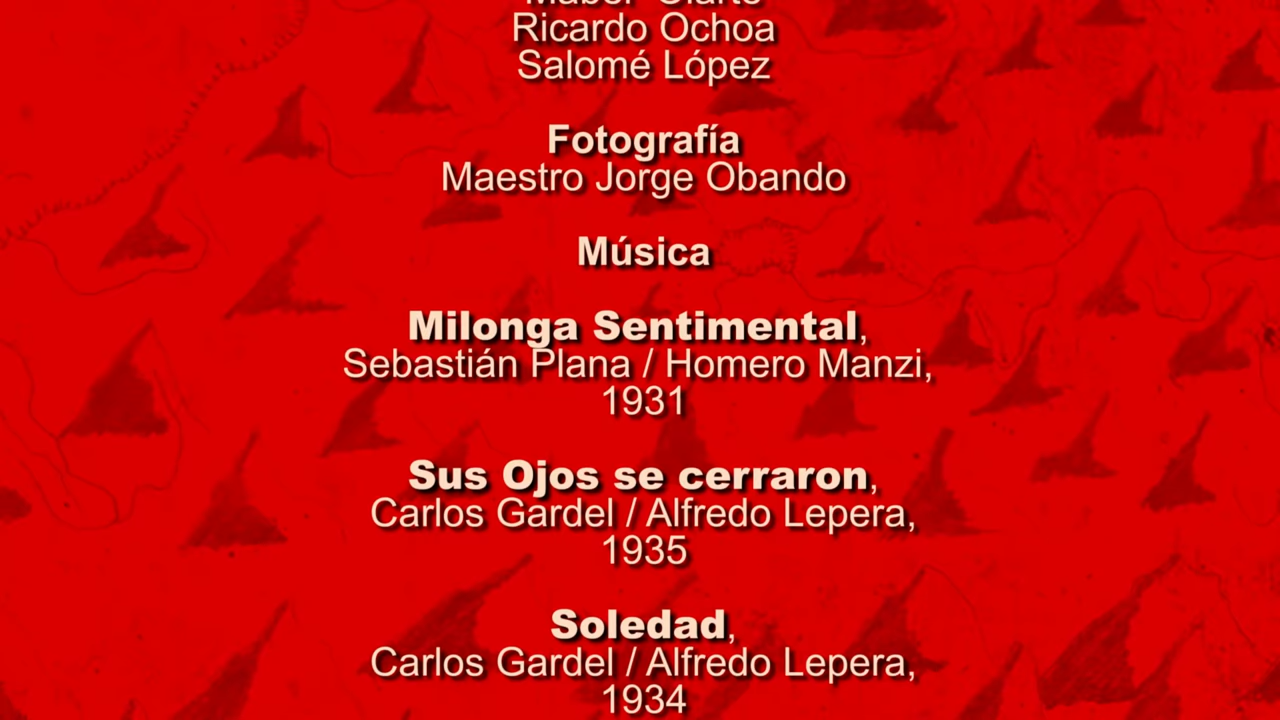 Ricardo Ochoa
Salomé López
Fotografía
Maestro Jorge Obando
Música
Milonga Sentimental,
Sebastián Plana / Homero Manzi,
1931
Sus Ojos se cerraron,
Carlos Gardel / Alfredo Lepera,
1935
Soledad,
Carlos Gardel / Alfredo Lepera,
1934